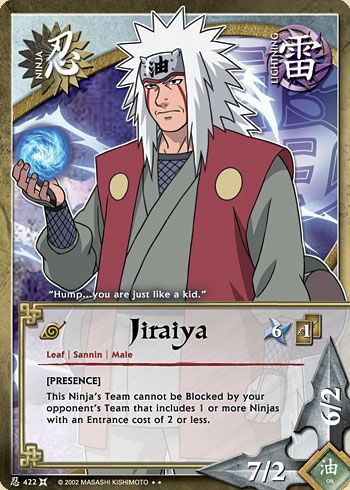 忍
NINJA
雷
LIGHTNING
油
"Hump...you are just like a kid."
Jiraiya
6
1
Leaf | Sannin | Male
[PRESENCE]
This Ninja's Team cannot be Blocked by your
opponent's Team that includes 1 or more Ninjas
with an Entrance cost of 2 or less.
6/2
7/2
油
OIL
忍 422
© 2002 MASASHI KISHIMOTO